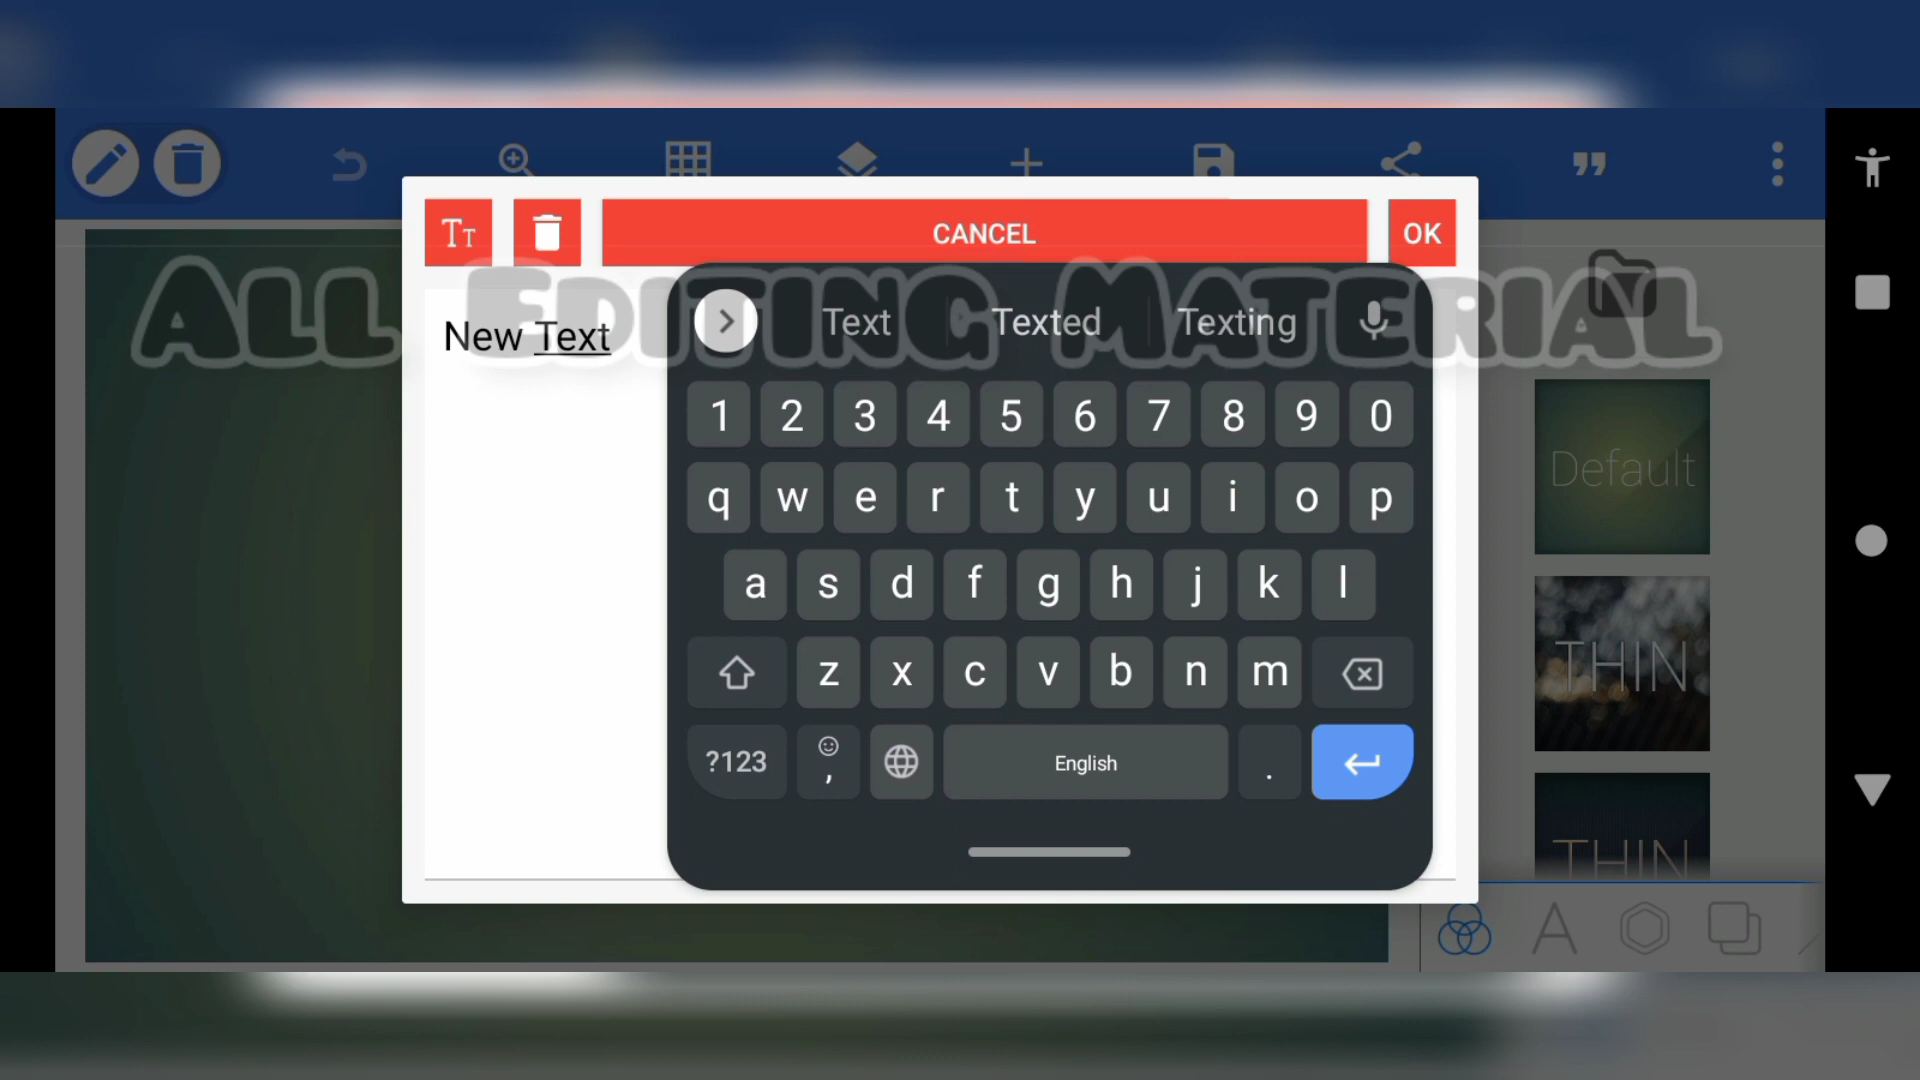 TT
CANCEL
OK
All Editing Material
New Text
Text Texted Texting
1 2 3 4 5 6 7 8 9 0
q w e r t y u i o p
a s d f g h j k l
z x c v b n m
?123 , English .
Default
THIN
THIN
A